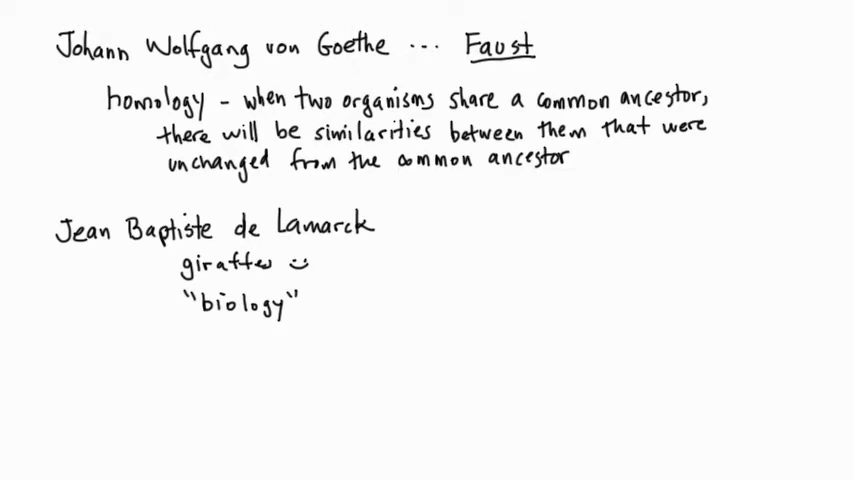 Johann Wolfgang von Goethe ... Faust
homology - when two organisms share a common ancestor,
there will be similarities between them that were
unchanged from the common ancestor
Jean Baptiste de Lamarck
giraffes :)
"biology"